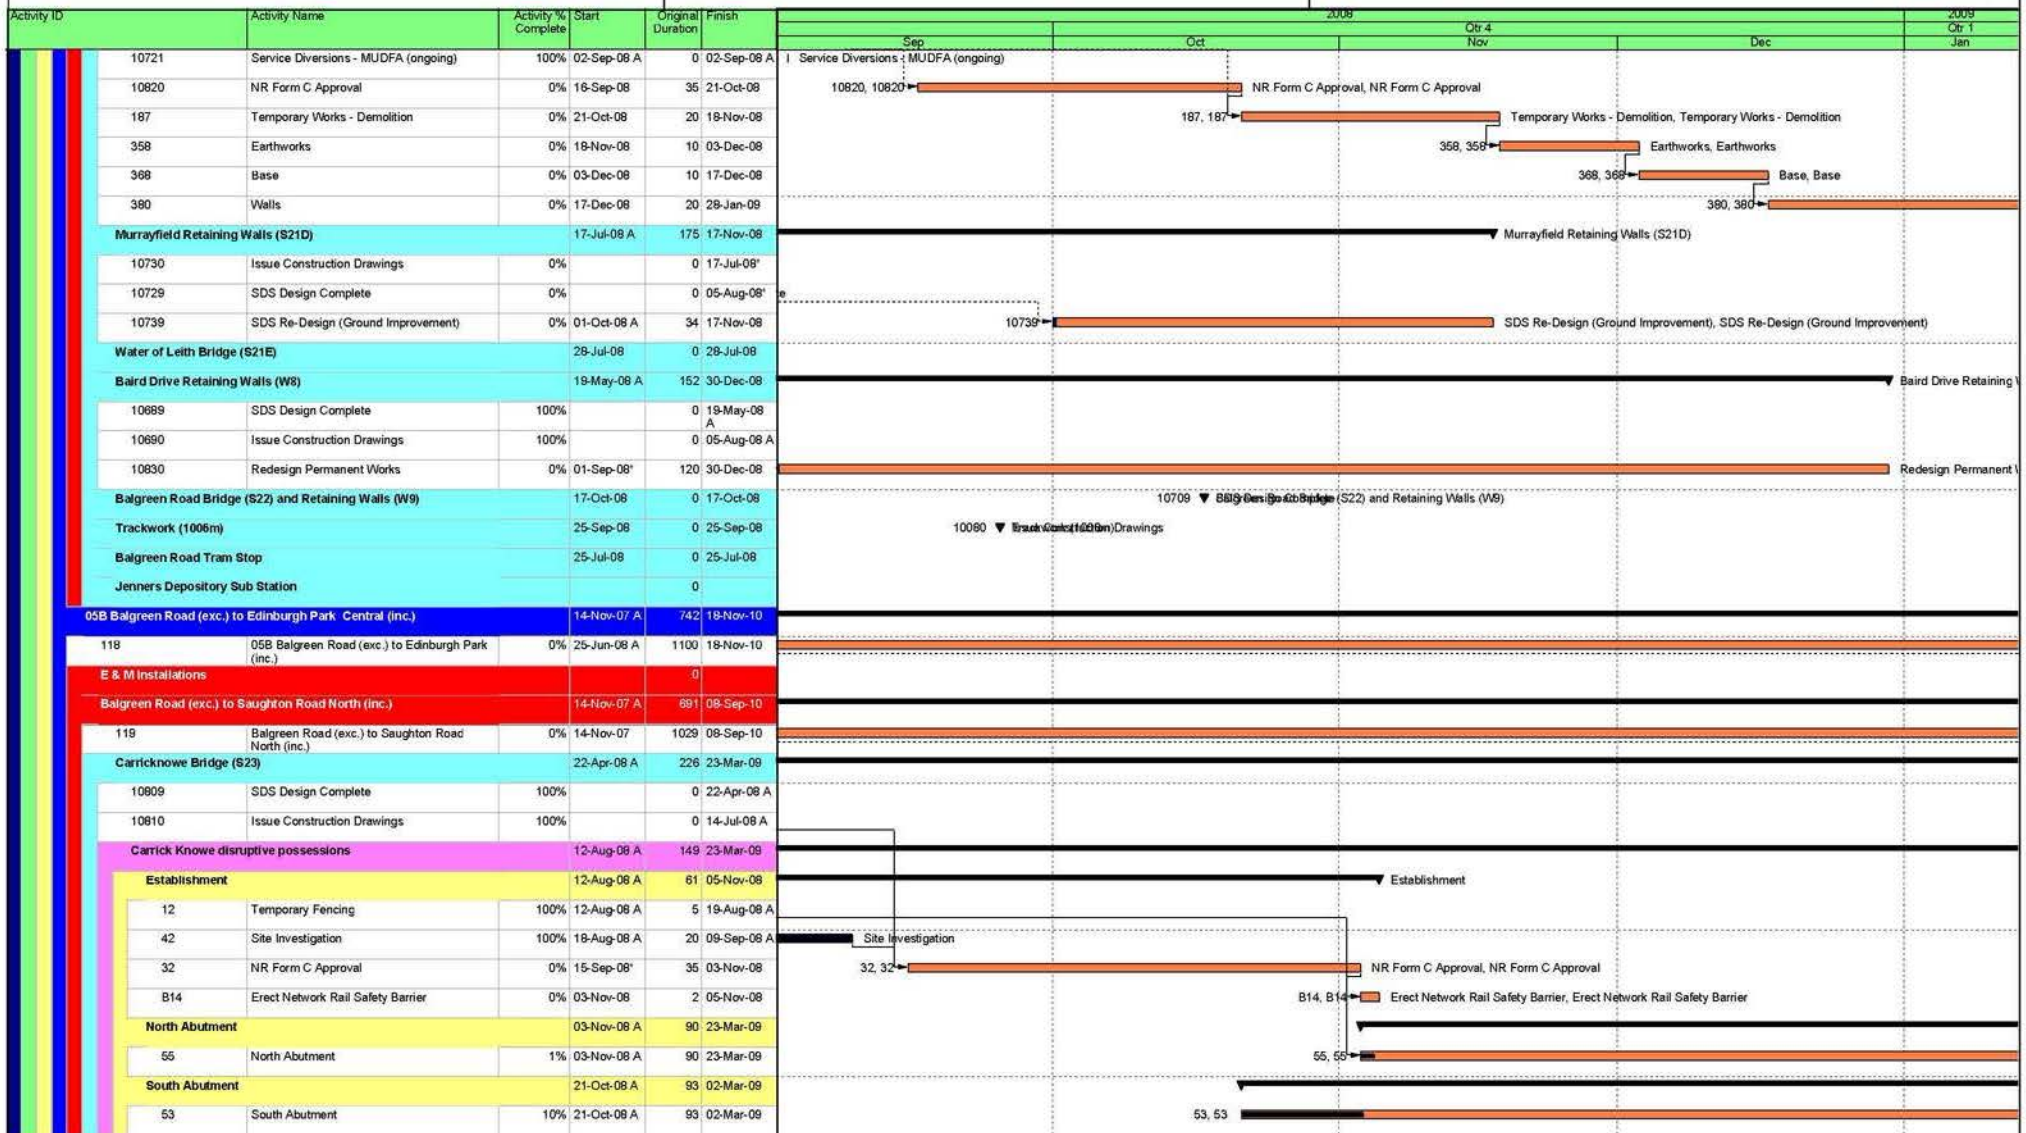 Activity ID Activity Name Activity % Complete Start Original Duration Finish
2008 2009
Qtr 4 Qtr 1
Sep Oct Nov Dec Jan
10721 Service Diversions - MUDFA (ongoing) 100% 02-Sep-08 A 0 02-Sep-08 A Service Diversions - MUDFA (ongoing)
10820 NR Form C Approval 0% 16-Sep-08 35 21-Oct-08 10820, 10820 NR Form C Approval, NR Form C Approval
187 Temporary Works - Demolition 0% 21-Oct-08 20 18-Nov-08 187, 187 Temporary Works - Demolition, Temporary Works - Demolition
358 Earthworks 0% 18-Nov-08 10 03-Dec-08 358, 358 Earthworks, Earthworks
368 Base 0% 03-Dec-08 10 17-Dec-08 368, 368 Base, Base
380 Walls 0% 17-Dec-08 20 28-Jan-09 380, 380
Murrayfield Retaining Walls (S21D) 17-Jul-08 A 175 17-Nov-08 Murrayfield Retaining Walls (S21D)
10730 Issue Construction Drawings 0% 0 17-Jul-08*
10729 SDS Design Complete 0% 0 05-Aug-08* e
10739 SDS Re-Design (Ground Improvement) 0% 01-Oct-08 A 34 17-Nov-08 10739 SDS Re-Design (Ground Improvement), SDS Re-Design (Ground Improvement)
Water of Leith Bridge (S21E) 28-Jul-08 0 28-Jul-08
Baird Drive Retaining Walls (W8) 19-May-08 A 152 30-Dec-08 Baird Drive Retaining
10689 SDS Design Complete 100% 0 19-May-08 A
10690 Issue Construction Drawings 100% 0 05-Aug-08 A
10830 Redesign Permanent Works 0% 01-Sep-08* 120 30-Dec-08 Redesign Permanent
Balgreen Road Bridge (S22) and Retaining Walls (W9) 17-Oct-08 0 17-Oct-08 10709 (S22) and Retaining Walls (W9)
Trackwork (1006m) 25-Sep-08 0 25-Sep-08 10080 Drawings
Balgreen Road Tram Stop 25-Jul-08 0 25-Jul-08
Jenners Depository Sub Station 0
05B Balgreen Road (exc.) to Edinburgh Park Central (inc.) 14-Nov-07 A 742 18-Nov-10
118 05B Balgreen Road (exc.) to Edinburgh Park (inc.) 0% 25-Jun-08 A 1100 18-Nov-10
E & M Installations 0
Balgreen Road (exc.) to Saughton Road North (inc.) 14-Nov-07 A 691 08-Sep-10
119 Balgreen Road (exc.) to Saughton Road North (inc.) 0% 14-Nov-07 1029 08-Sep-10
Carricknowe Bridge (S23) 22-Apr-08 A 226 23-Mar-09
10809 SDS Design Complete 100% 0 22-Apr-08 A
10810 Issue Construction Drawings 100% 0 14-Jul-08 A
Carrick Knowe disruptive possessions 12-Aug-08 A 149 23-Mar-09
Establishment 12-Aug-08 A 61 05-Nov-08 Establishment
12 Temporary Fencing 100% 12-Aug-08 A 5 19-Aug-08 A
42 Site Investigation 100% 18-Aug-08 A 20 09-Sep-08 A Site Investigation
32 NR Form C Approval 0% 15-Sep-08* 35 03-Nov-08 32, 32 NR Form C Approval, NR Form C Approval
B14 Erect Network Rail Safety Barrier 0% 03-Nov-08 2 05-Nov-08 B14, B14 Erect Network Rail Safety Barrier, Erect Network Rail Safety Barrier
North Abutment 03-Nov-08 A 90 23-Mar-09
55 North Abutment 1% 03-Nov-08 A 90 23-Mar-09 55, 55
South Abutment 21-Oct-08 A 93 02-Mar-09
53 South Abutment 10% 21-Oct-08 A 93 02-Mar-09 53, 53